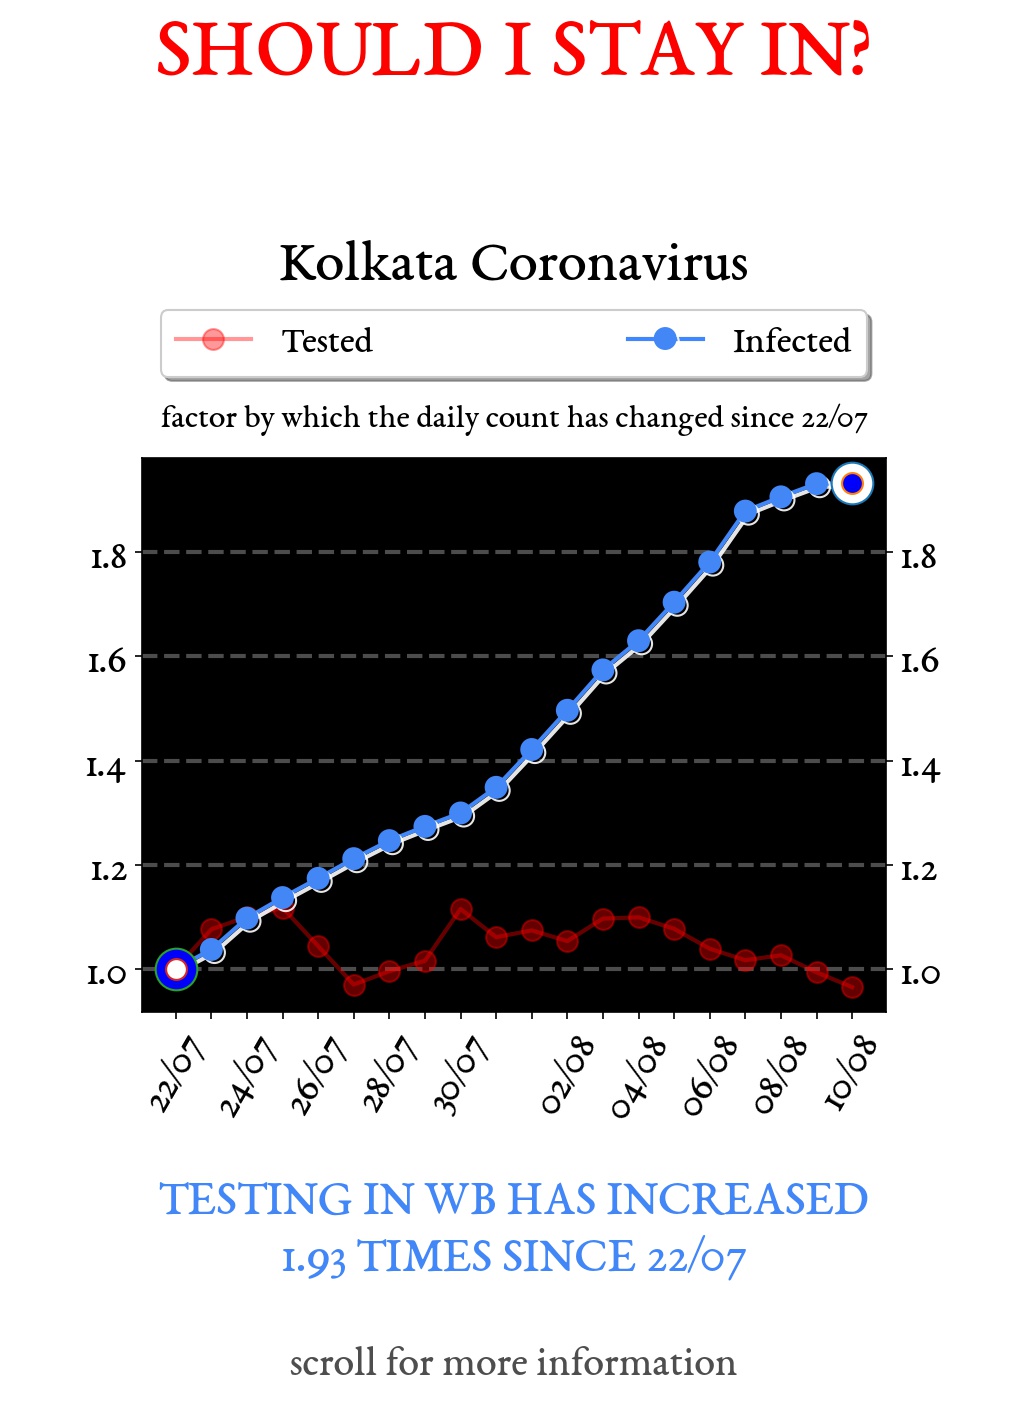 SHOULD I STAY IN?
Kolkata Coronavirus
Tested Infected
factor by which the daily count has changed since 22/07
1.8 1.8
1.6 1.6
1.4 1.4
1.2 1.2
1.0 1.0
22/07 24/07 26/07 28/07 30/07 02/08 04/08 06/08 08/08 10/08
TESTING IN WB HAS INCREASED
1.93 TIMES SINCE 22/07
scroll for more information